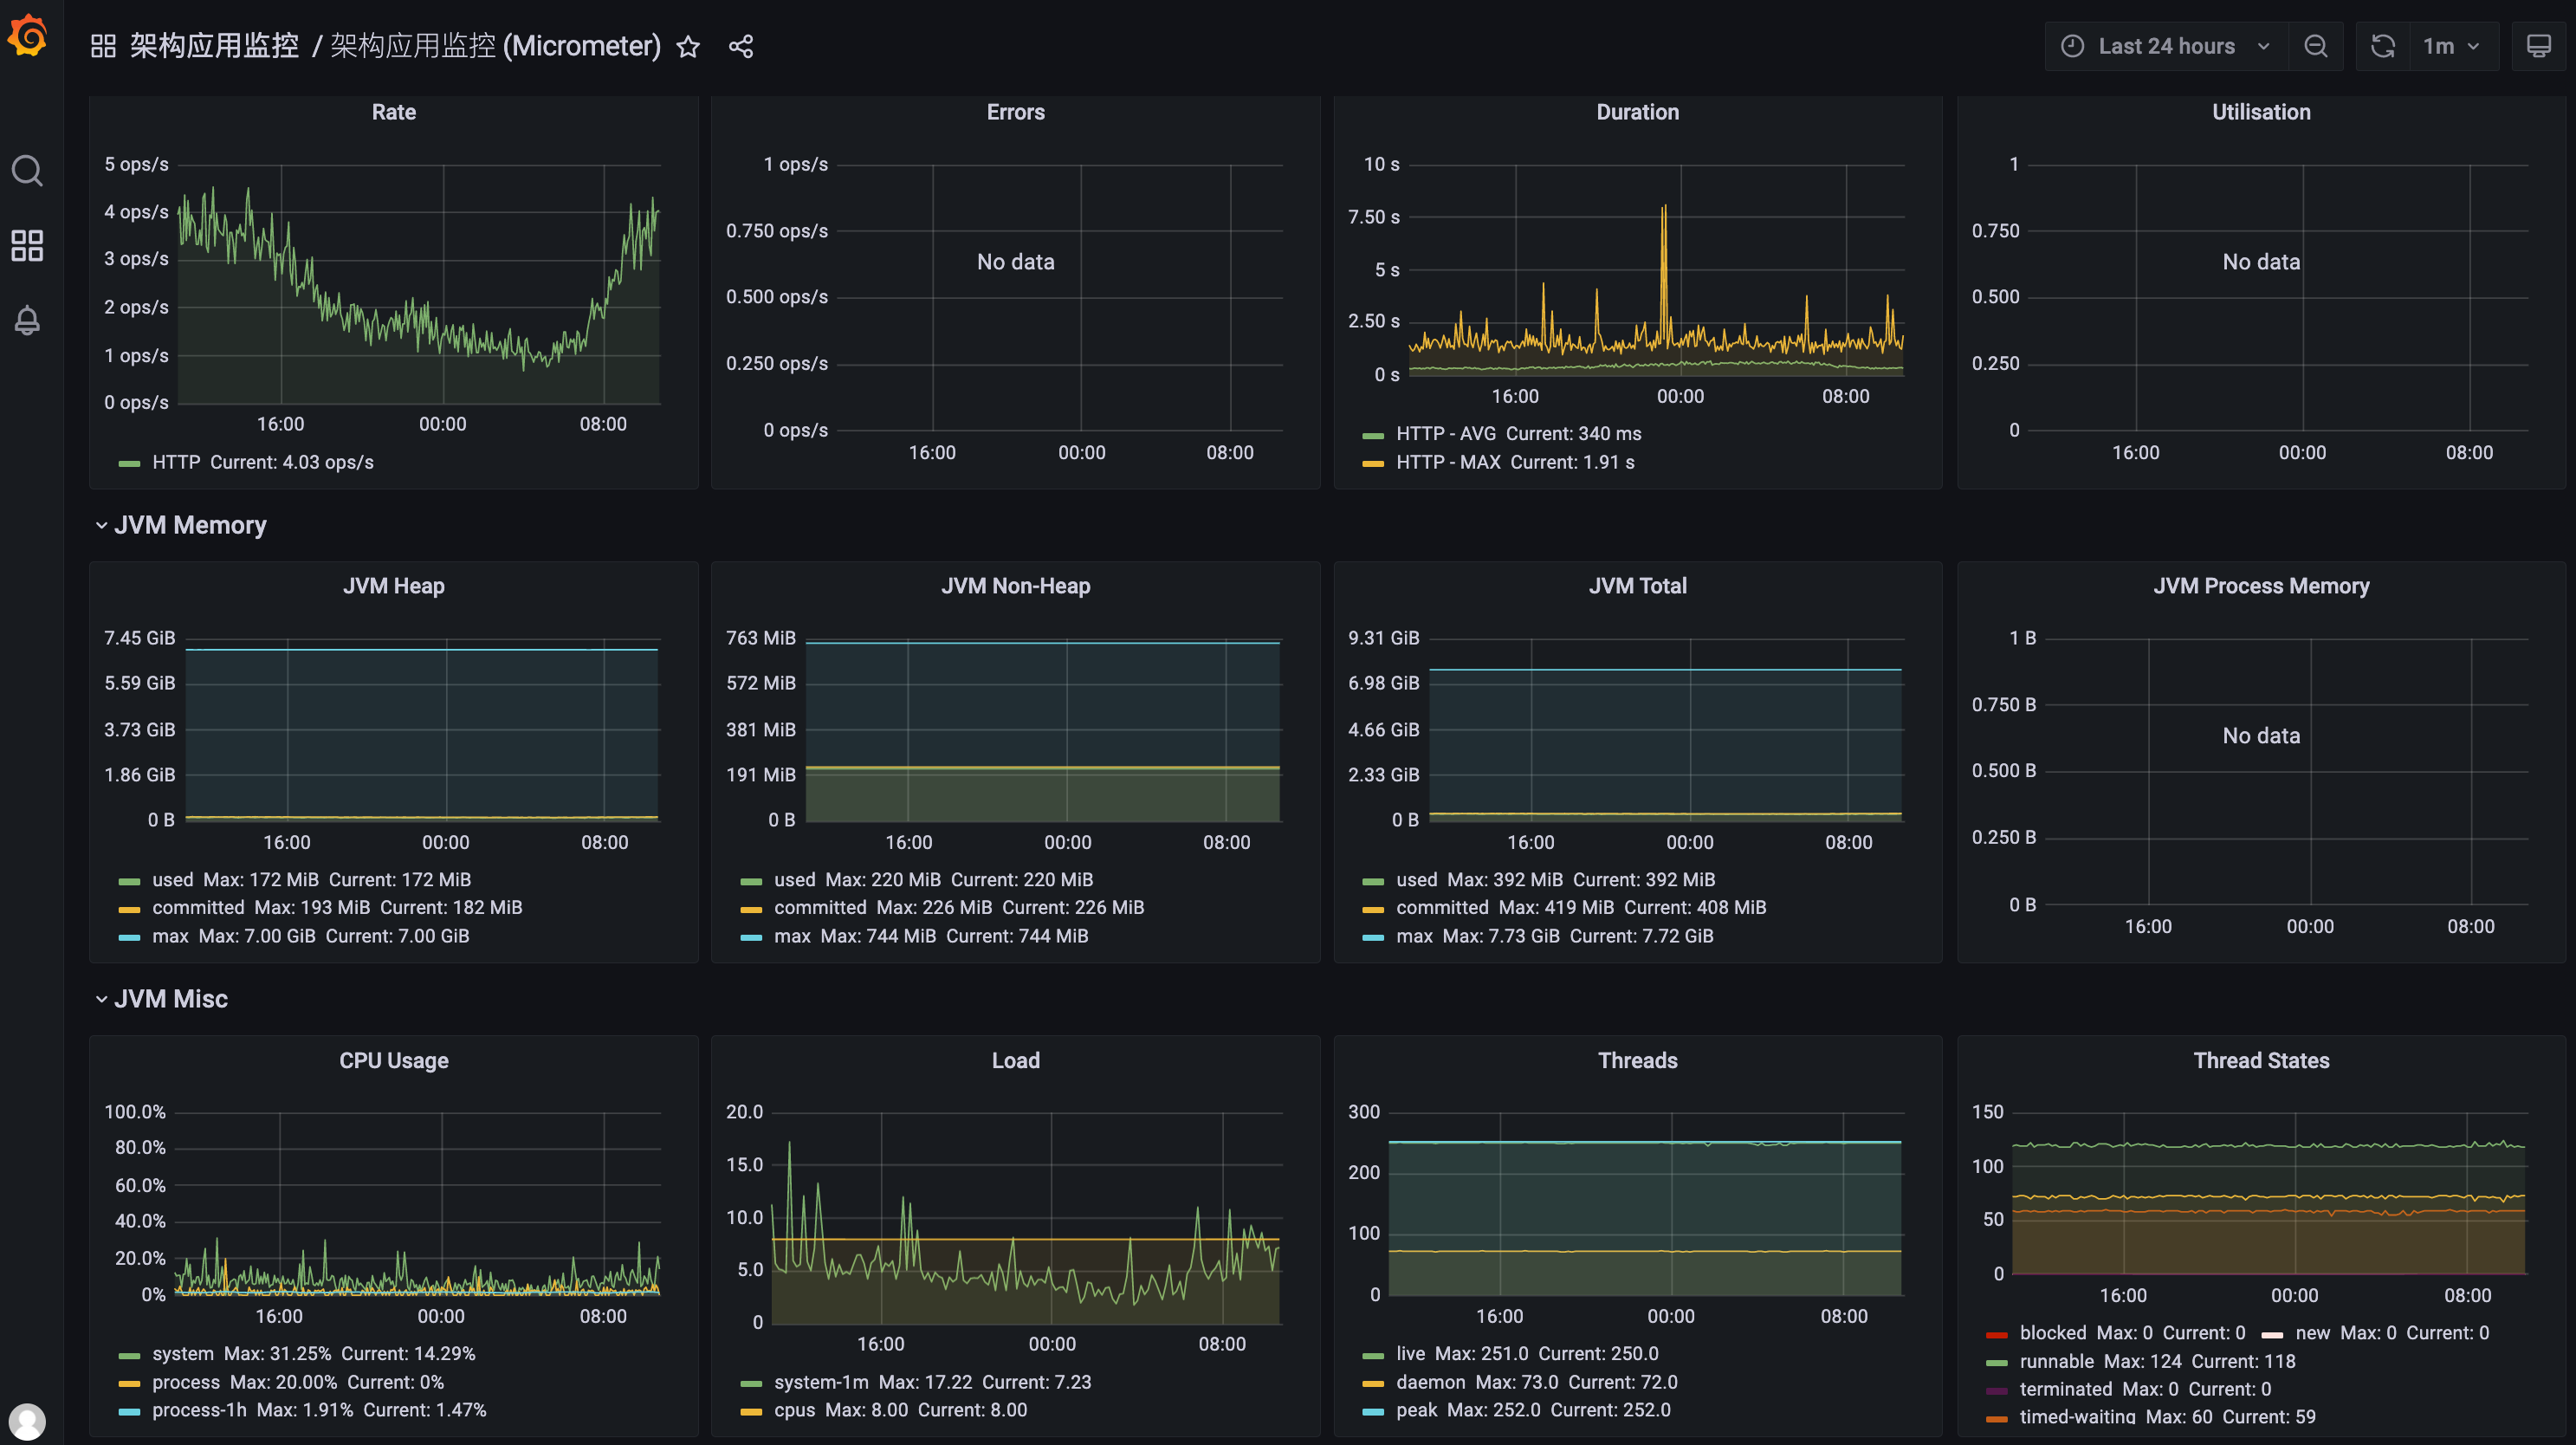 架构应用监控 / 架构应用监控 (Micrometer)
Last 24 hours
1m
Rate
5 ops/s
4 ops/s
3 ops/s
2 ops/s
1 ops/s
0 ops/s
16:00 00:00 08:00
HTTP Current: 4.03 ops/s
Errors
1 ops/s
0.750 ops/s
0.500 ops/s
0.250 ops/s
0 ops/s
No data
16:00 00:00 08:00
Duration
10 s
7.50 s
5 s
2.50 s
0 s
16:00 00:00 08:00
HTTP - AVG Current: 340 ms
HTTP - MAX Current: 1.91 s
Utilisation
1
0.750
0.500
0.250
0
No data
16:00 00:00 08:00
JVM Memory
JVM Heap
7.45 GiB
5.59 GiB
3.73 GiB
1.86 GiB
0 B
16:00 00:00 08:00
used Max: 172 MiB Current: 172 MiB
committed Max: 193 MiB Current: 182 MiB
max Max: 7.00 GiB Current: 7.00 GiB
JVM Non-Heap
763 MiB
572 MiB
381 MiB
191 MiB
0 B
16:00 00:00 08:00
used Max: 220 MiB Current: 220 MiB
committed Max: 226 MiB Current: 226 MiB
max Max: 744 MiB Current: 744 MiB
JVM Total
9.31 GiB
6.98 GiB
4.66 GiB
2.33 GiB
0 B
16:00 00:00 08:00
used Max: 392 MiB Current: 392 MiB
committed Max: 419 MiB Current: 408 MiB
max Max: 7.73 GiB Current: 7.72 GiB
JVM Process Memory
1 B
0.750 B
0.500 B
0.250 B
0 B
No data
16:00 00:00 08:00
JVM Misc
CPU Usage
100.0%
80.0%
60.0%
40.0%
20.0%
0%
16:00 00:00 08:00
system Max: 31.25% Current: 14.29%
process Max: 20.00% Current: 0%
process-1h Max: 1.91% Current: 1.47%
Load
20.0
15.0
10.0
5.0
0
16:00 00:00 08:00
system-1m Max: 17.22 Current: 7.23
cpus Max: 8.00 Current: 8.00
Threads
300
200
100
0
16:00 00:00 08:00
live Max: 251.0 Current: 250.0
daemon Max: 73.0 Current: 72.0
peak Max: 252.0 Current: 252.0
Thread States
150
100
50
0
16:00 00:00 08:00
blocked Max: 0 Current: 0 new Max: 0 Current: 0
runnable Max: 124 Current: 118
terminated Max: 0 Current: 0
timed-waiting Max: 60 Current: 59